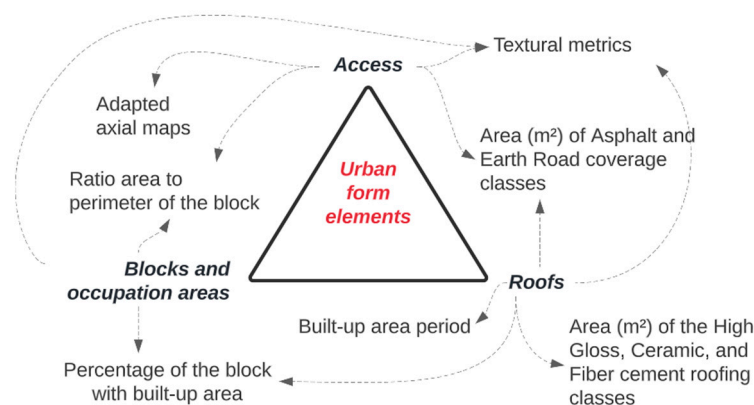 Textural metrics
Access
Adapted
axial maps
Area (m²) of Asphalt and
Earth Road coverage
classes
Urban
form
elements
Ratio area to
perimeter of the block
Blocks and
occupation areas
Roofs
Built-up area period
Area (m²) of the High
Gloss, Ceramic, and
Fiber cement roofing
classes
Percentage of the block
with built-up area